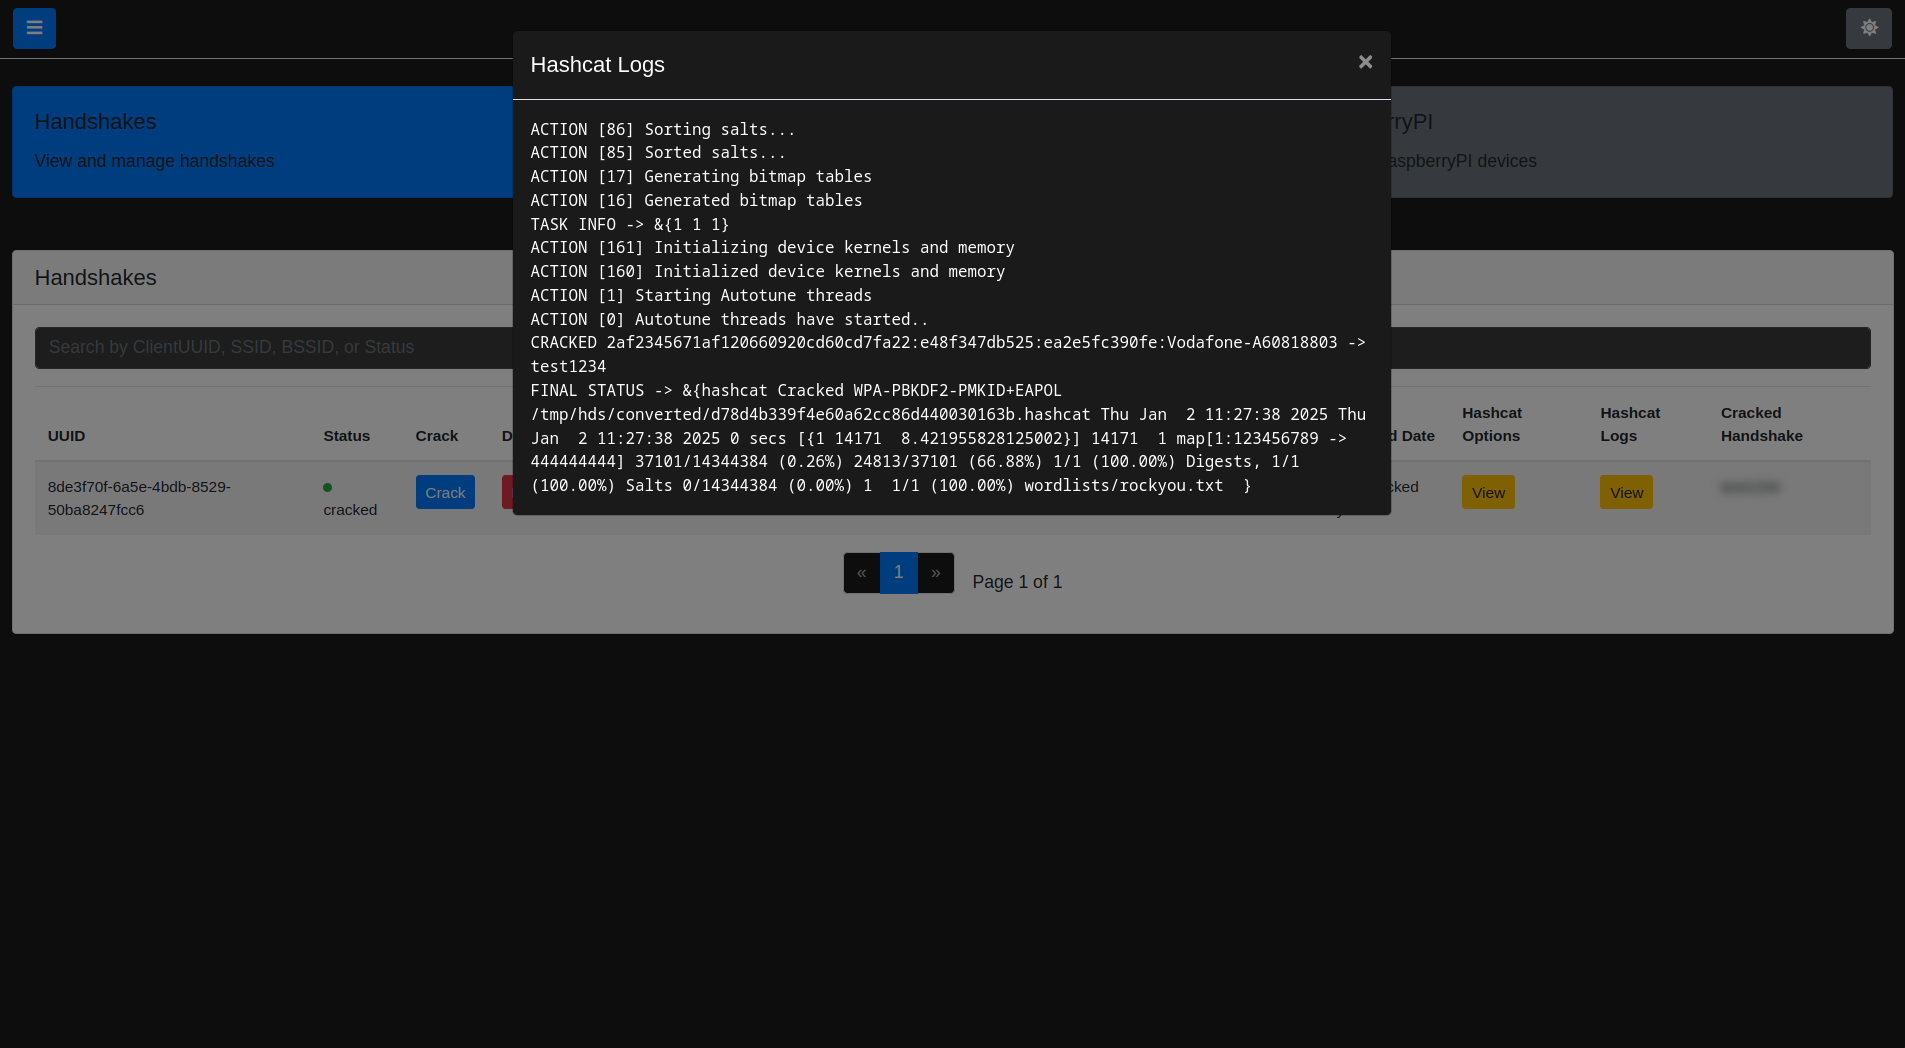 Hashcat Logs
×
ACTION [86] Sorting salts...
ACTION [85] Sorted salts...
ACTION [17] Generating bitmap tables
ACTION [16] Generated bitmap tables
TASK INFO -> &{1 1 1}
ACTION [161] Initializing device kernels and memory
ACTION [160] Initialized device kernels and memory
ACTION [1] Starting Autotune threads
ACTION [0] Autotune threads have started..
CRACKED 2af2345671af120660920cd60cd7fa22:e48f347db525:ea2e5fc390fe:Vodafone-A60818803 ->
test1234
FINAL STATUS -> &{hashcat Cracked WPA-PBKDF2-PMKID+EAPOL
/tmp/hds/converted/d78d4b339f4e60a62cc86d440030163b.hashcat Thu Jan  2 11:27:38 2025 Thu
Jan  2 11:27:38 2025 0 secs [{1 14171  8.421955828125002}] 14171  1 map[1:123456789 ->
444444444] 37101/14344384 (0.26%) 24813/37101 (66.88%) 1/1 (100.00%) Digests, 1/1
(100.00%) Salts 0/14344384 (0.00%) 1  1/1 (100.00%) wordlists/rockyou.txt  }
Handshakes
View and manage handshakes
rryPI
aspberryPI devices
Handshakes
Search by ClientUUID, SSID, BSSID, or Status
UUID Status Crack D d Date Hashcat Options Hashcat Logs Cracked Handshake
8de3f70f-6a5e-4bdb-8529-
50ba8247fcc6
cracked
Crack
cked
View
View
« 1 » Page 1 of 1